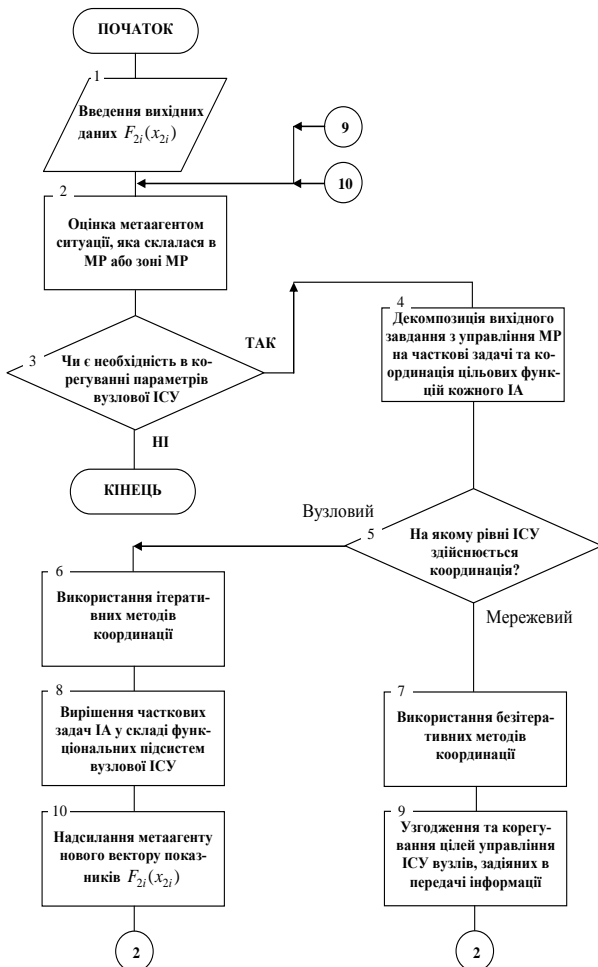 ПОЧАТОК
1
Введення вихідних
даних F₂ᵢ(x₂ᵢ)
9
10
2
Оцінка метаагентом
ситуації, яка склалася в
МР або зоні МР
3
Чи є необхідність в ко-
регуванні параметрів
вузлової ІСУ
ТАК
НІ
КІНЕЦЬ
4
Декомпозиція вихідного
завдання з управління МР
на часткові задачі та ко-
ординація цільових функ-
цій кожного ІА
Вузловий
5
На якому рівні ІСУ
здійснюється
координація?
Мережевий
6
Використання ітерати-
вних методів
координації
7
Використання безітера-
тивних методів
координації
8
Вирішення часткових
задач ІА у складі функ-
ціональних підсистем
вузлової ІСУ
9
Узгодження та корегу-
вання цілей управління
ІСУ вузлів, задіяних в
передачі інформації
10
Надсилання метаагенту
нового вектору показ-
ників F₂ᵢ(x₂ᵢ)
2
2